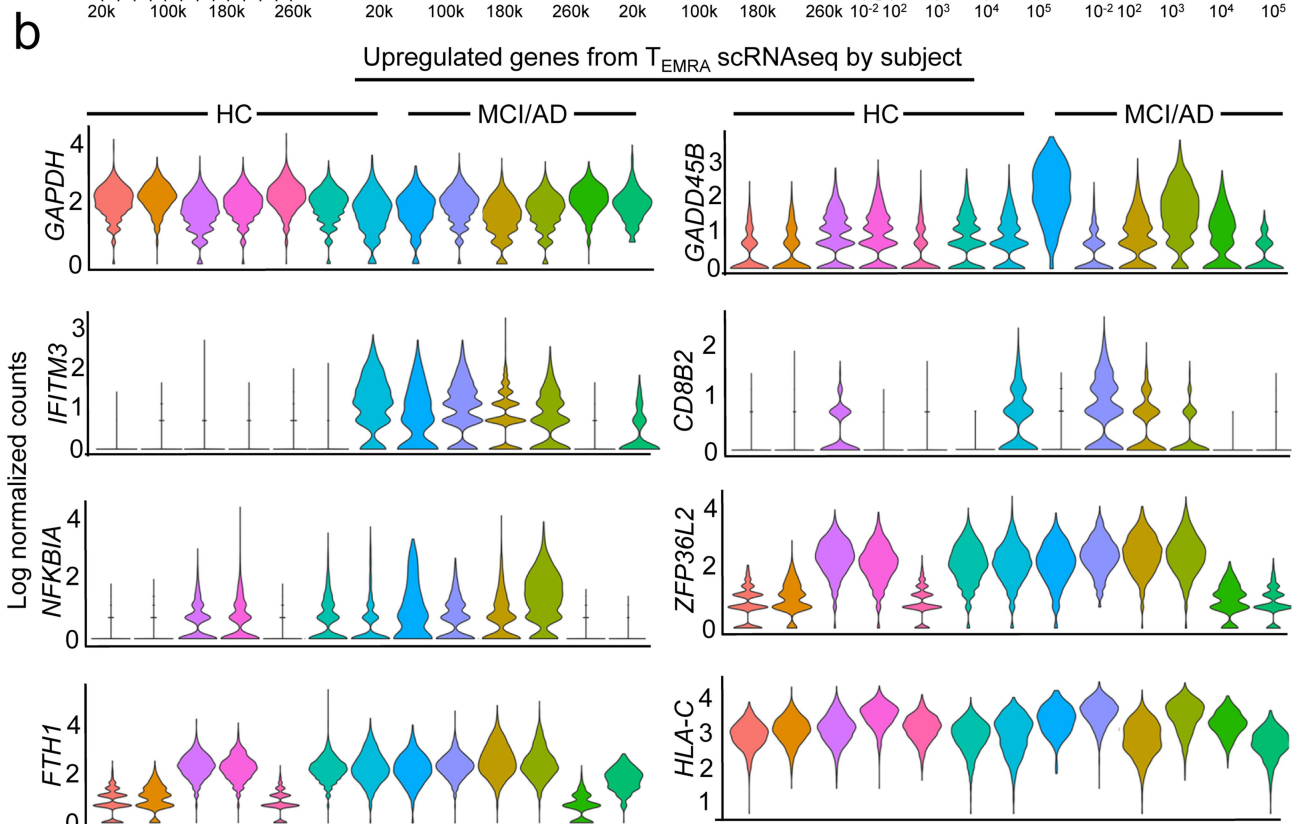 20k 100k 180k 260k 20k 100k 180k 260k 20k 100k 180k 260k 10-2 102 103 104 105 10-2 102 103 104 105
b
Upregulated genes from TEMRA scRNAseq by subject
HC MCI/AD HC MCI/AD
Log normalized counts
GAPDH
4
2
0
GADD45B
3
2
1
0
IFITM3
3
2
1
0
CD8B2
2
1
0
NFKBIA
4
2
0
ZFP36L2
4
2
0
FTH1
4
2
0
HLA-C
4
3
2
1